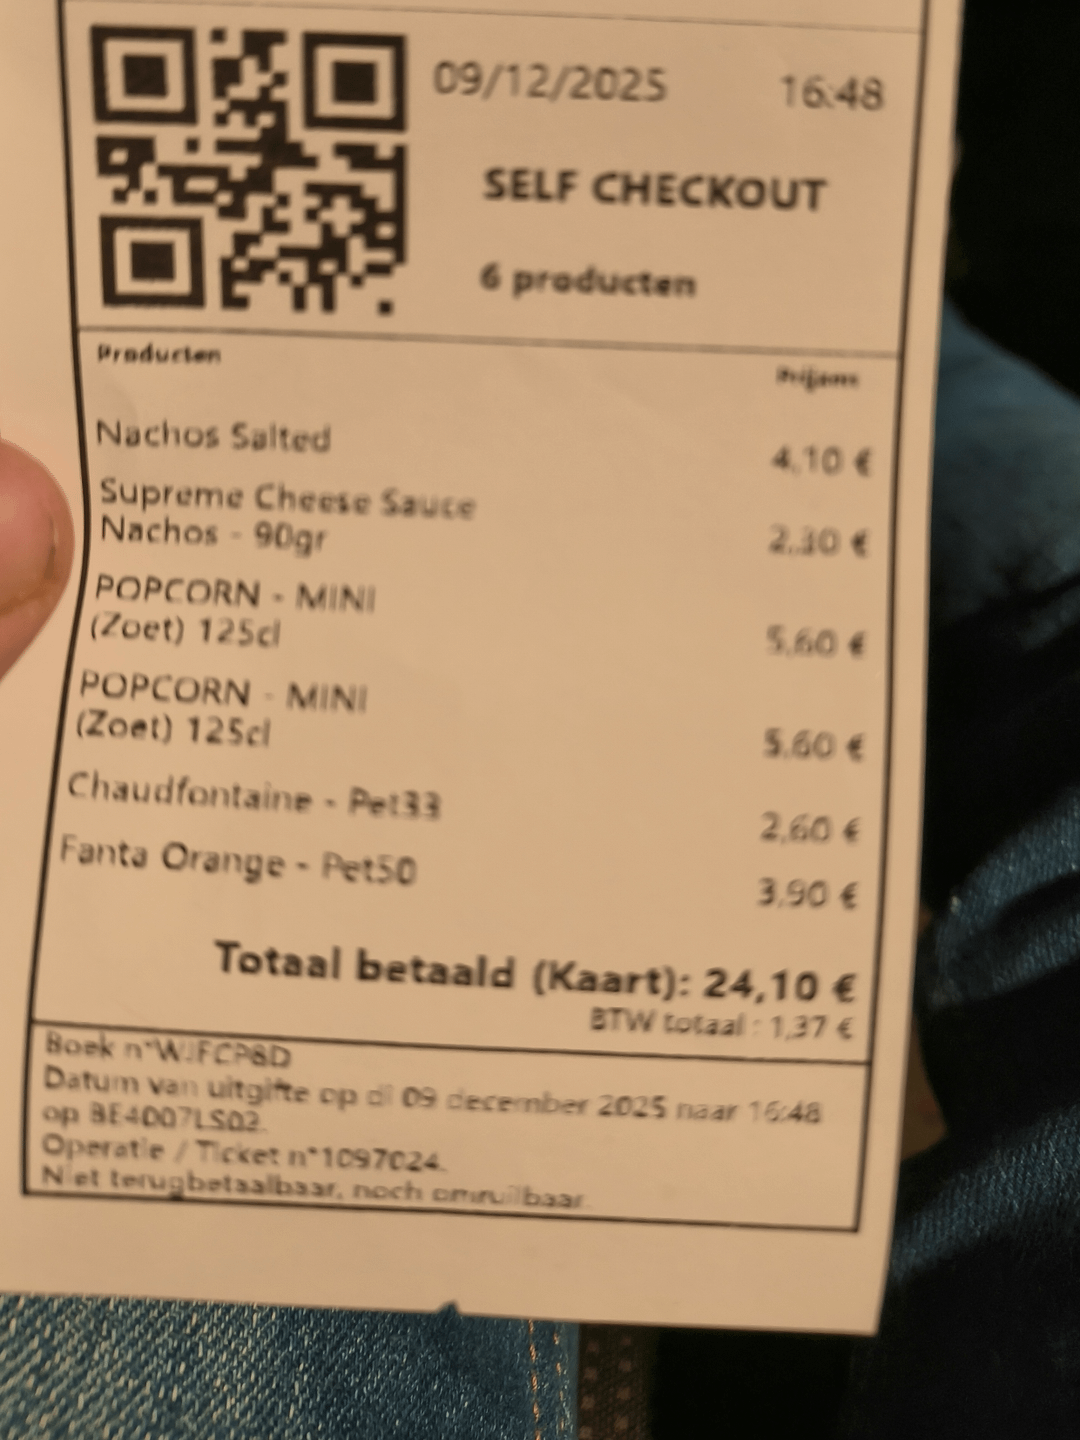 09/12/2025 16:48
SELF CHECKOUT
6 producten
Producten Prijzen
Nachos Salted 4,10 €
Supreme Cheese Sauce
Nachos - 90gr 2,30 €
POPCORN - MINI
(Zoet) 125cl 5,60 €
POPCORN - MINI
(Zoet) 125cl 5,60 €
Chaudfontaine - Pet33 2,60 €
Fanta Orange - Pet50 3,90 €
Totaal betaald (Kaart): 24,10 €
BTW totaal : 1,37 €
Boek n°
Datum van uitgifte op di 09 december 2025 naar 16:48
op
Operatie / Ticket n°1097024.
Niet terugbetaalbaar, noch omruilbaar.